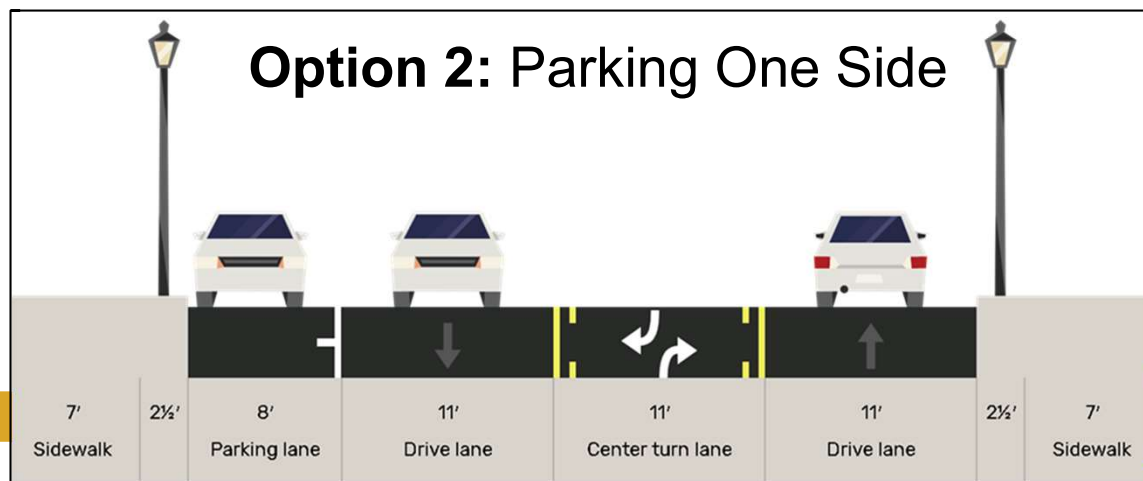 Option 2: Parking One Side
7′ 2½′ 8′ 11′ 11′ 11′ 2½′ 7′
Sidewalk Parking lane Drive lane Center turn lane Drive lane Sidewalk